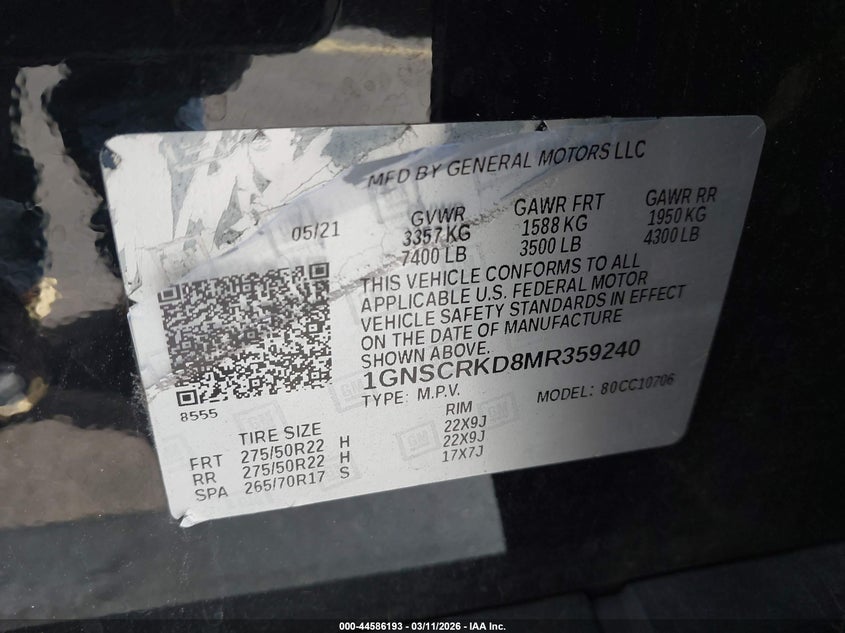 MFD BY GENERAL MOTORS LLC
05/21
GVWR GAWR FRT GAWR RR
3357 KG 1588 KG 1950 KG
7400 LB 3500 LB 4300 LB
THIS VEHICLE CONFORMS TO ALL
APPLICABLE U.S. FEDERAL MOTOR
VEHICLE SAFETY STANDARDS IN EFFECT
ON THE DATE OF MANUFACTURE
SHOWN ABOVE.
1GNSCRKD8MR359240
TYPE: M.P.V. MODEL: 80CC10706
8555
TIRE SIZE RIM
FRT 275/50R22 H 22X9J
RR 275/50R22 H 22X9J
SPA 265/70R17 S 17X7J
GM
000-44586193 - 03/11/2026 - IAA Inc.